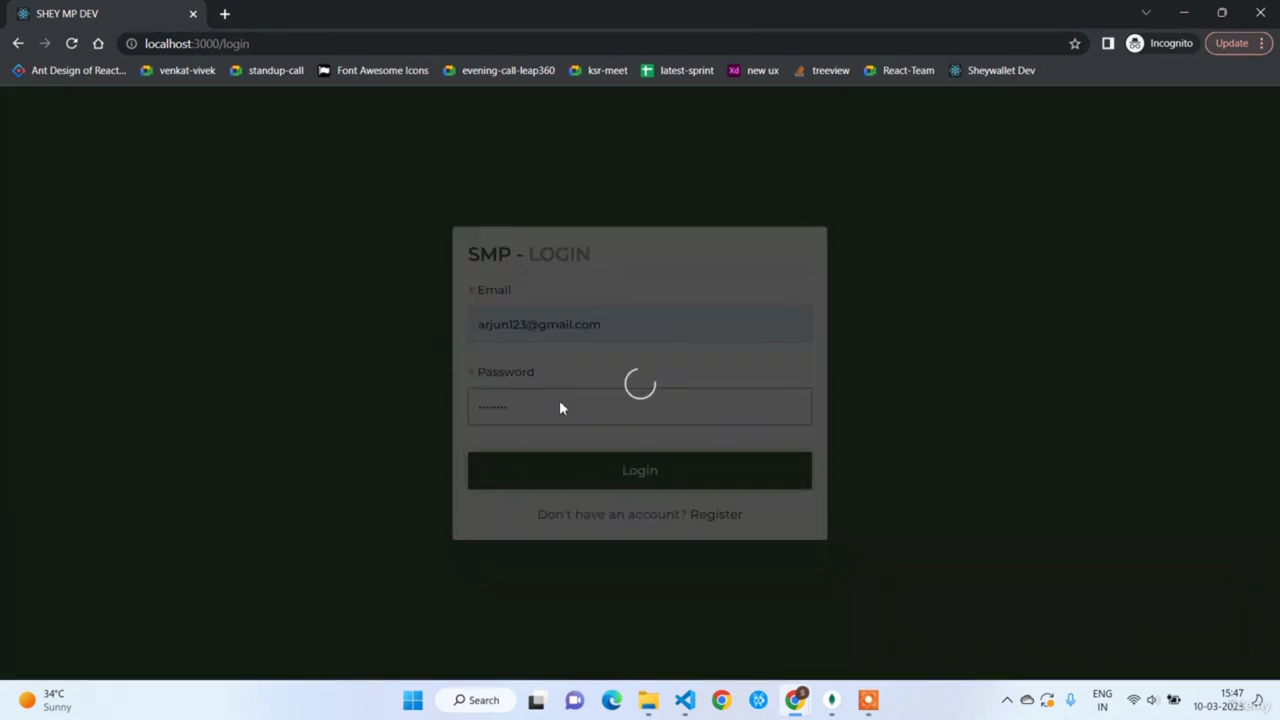 SHEY MP DEV
localhost:3000/login
Incognito
Update
Ant Design of React...
venkat-vivek
standup-call
Font Awesome Icons
evening-call-leap360
ksr-meet
latest-sprint
Xd
new ux
treeview
React-Team
Sheywallet Dev
SMP - LOGIN
* Email
arjun123@gmail.com
* Password
Login
Don't have an account? Register
34°C
Sunny
Search
5
ENG
IN
15:47
10-03-2023